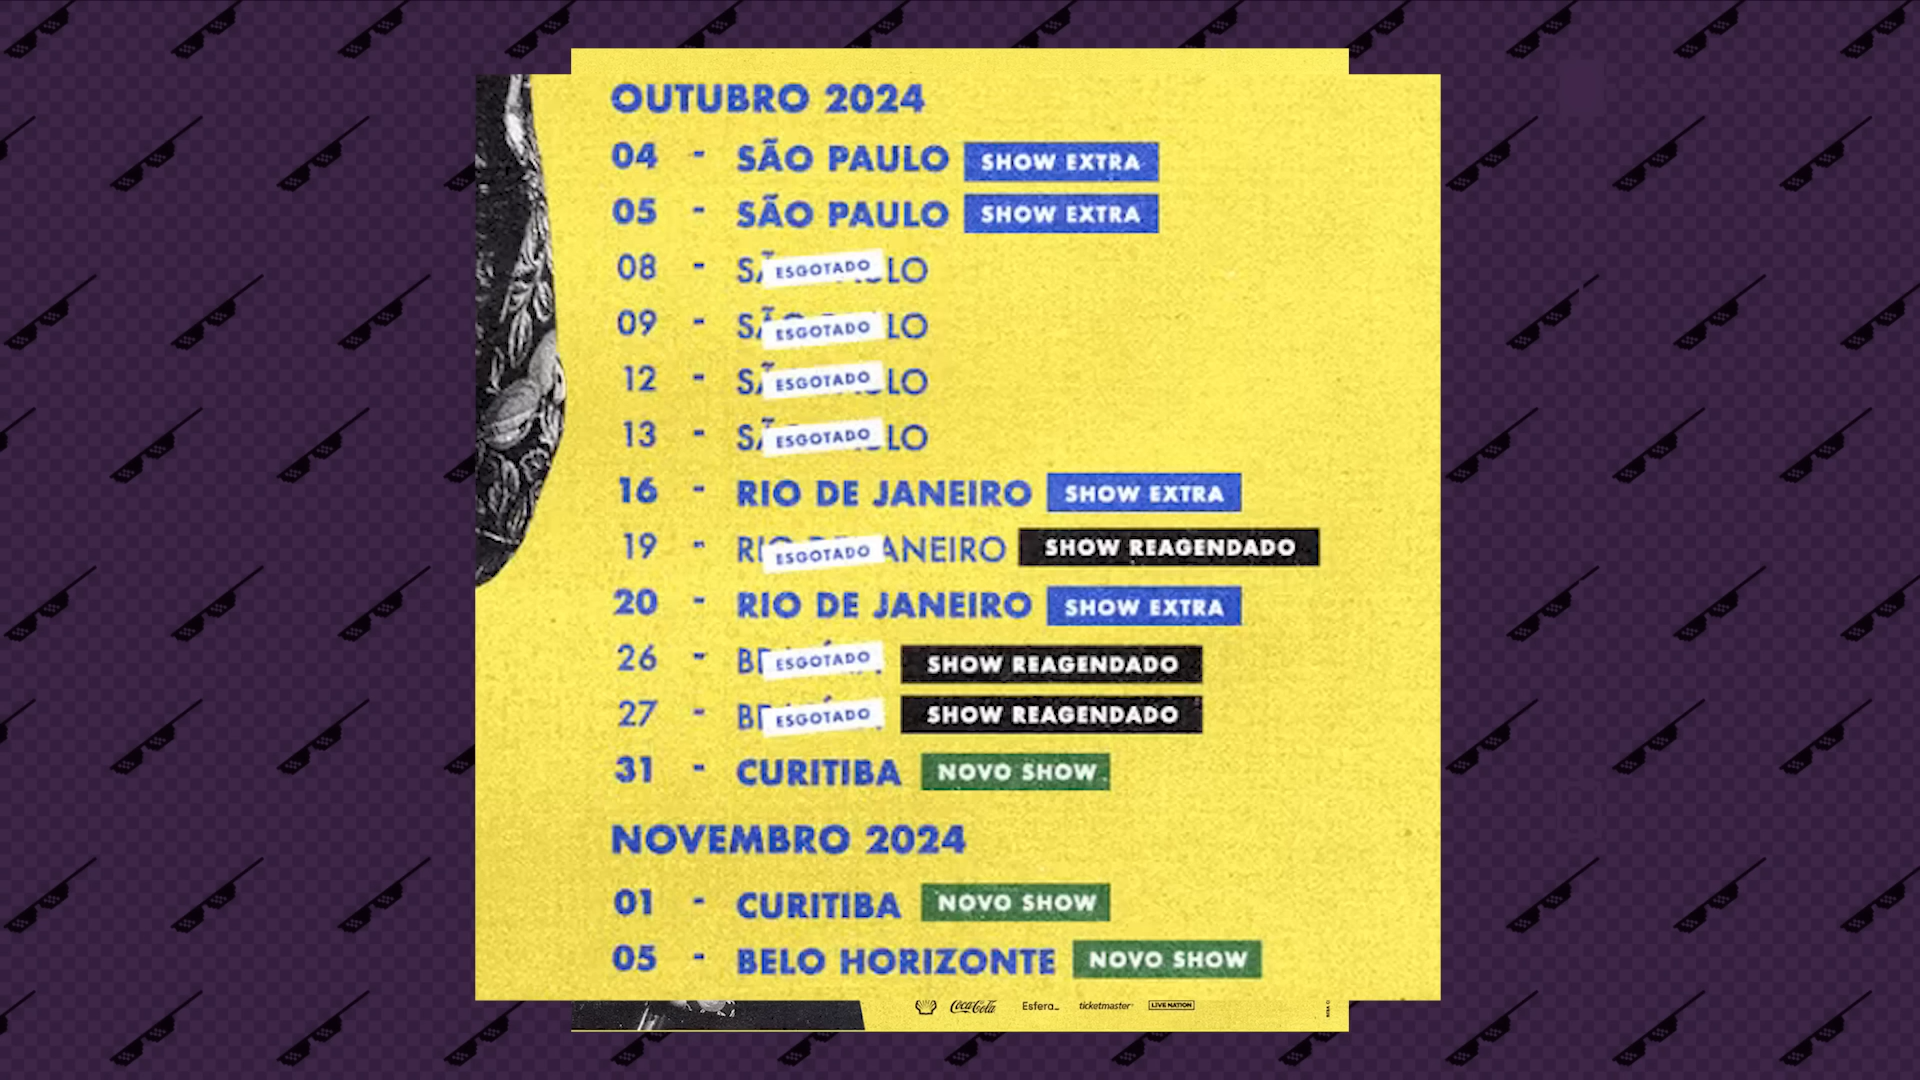 OUTUBRO 2024
04 - SÃO PAULO SHOW EXTRA
05 - SÃO PAULO SHOW EXTRA
08 - ESGOTADO
09 - ESGOTADO
12 - ESGOTADO
13 - ESGOTADO
16 - RIO DE JANEIRO SHOW EXTRA
19 - ESGOTADO SHOW REAGENDADO
20 - RIO DE JANEIRO SHOW EXTRA
26 - ESGOTADO SHOW REAGENDADO
27 - ESGOTADO SHOW REAGENDADO
31 - CURITIBA NOVO SHOW
NOVEMBRO 2024
01 - CURITIBA NOVO SHOW
05 - BELO HORIZONTE NOVO SHOW
Coca-Cola Esfera_ ticketmaster LIVE NATION